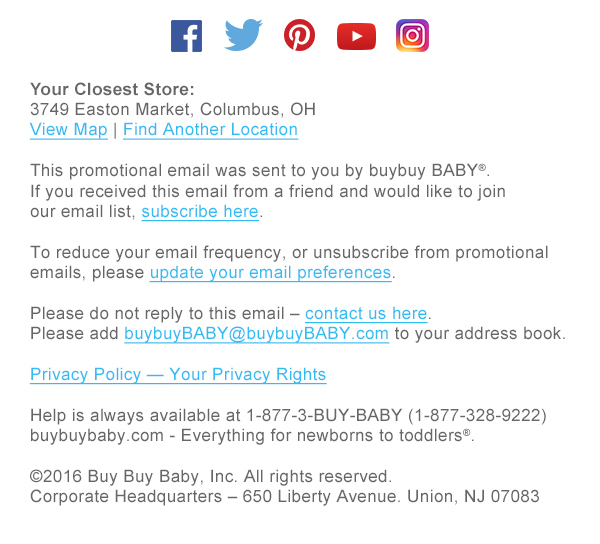 Your Closest Store:
3749 Easton Market, Columbus, OH
View Map | Find Another Location
This promotional email was sent to you by buybuy BABY®.
If you received this email from a friend and would like to join
our email list, subscribe here.
To reduce your email frequency, or unsubscribe from promotional
emails, please update your email preferences.
Please do not reply to this email – contact us here.
Please add buybuyBABY@buybuyBABY.com to your address book.
Privacy Policy — Your Privacy Rights
Help is always available at 1-877-3-BUY-BABY (1-877-328-9222)
buybuybaby.com - Everything for newborns to toddlers®.
©2016 Buy Buy Baby, Inc. All rights reserved.
Corporate Headquarters – 650 Liberty Avenue. Union, NJ 07083